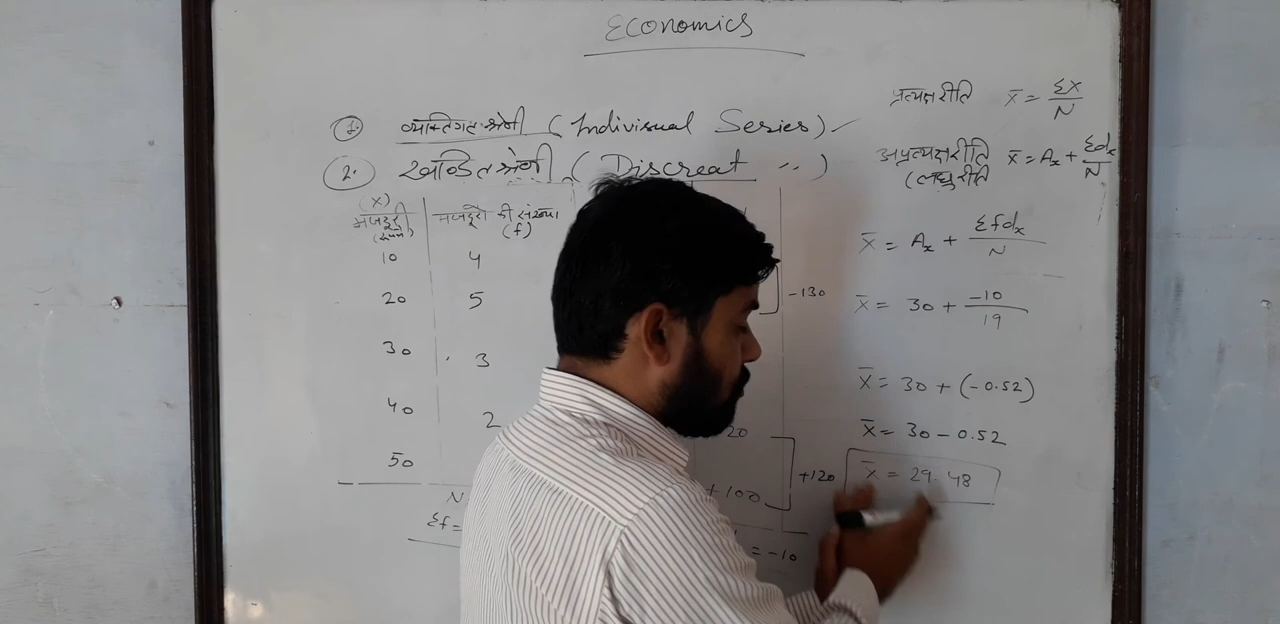 Economics
1. व्यक्तिगत श्रेणी ( Indivisual Series)
2. खण्डित श्रेणी ( Discreat " )
प्रत्यक्ष रीति x̄ = ΣX/N
अप्रत्यक्ष रीति x̄ = Ax + Σdx/N
(लघु रीति
(X) मजदूरी
मजदूरों की संख्या (f)
10 4
20 5
30 3
40 2
50
N
Σf =
-130
20
+100
+120
= -10
x̄ = Ax + Σfdx/N
x̄ = 30 + -10/19
x̄ = 30 + (-0.52)
x̄ = 30 - 0.52
x̄ = 29.48